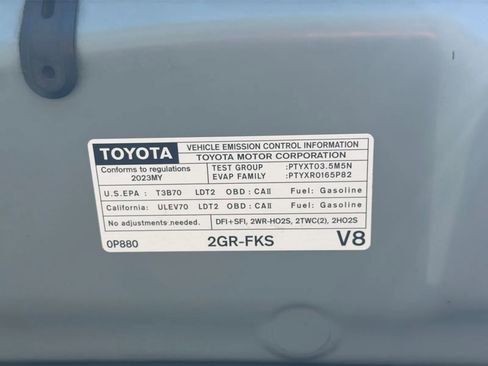 TOYOTA
VEHICLE EMISSION CONTROL INFORMATION
TOYOTA MOTOR CORPORATION
Conforms to regulations
2023MY
TEST GROUP :PTYXT03.5M5N
EVAP FAMILY :PTYXR0165P82
U.S.EPA : T3B70 LDT2 OBD : CAII Fuel: Gasoline
California: ULEV70 LDT2 OBD : CAII Fuel: Gasoline
No adjustments needed.
DFI+SFI, 2WR-HO2S, 2TWC(2), 2HO2S
0P880 2GR-FKS V8